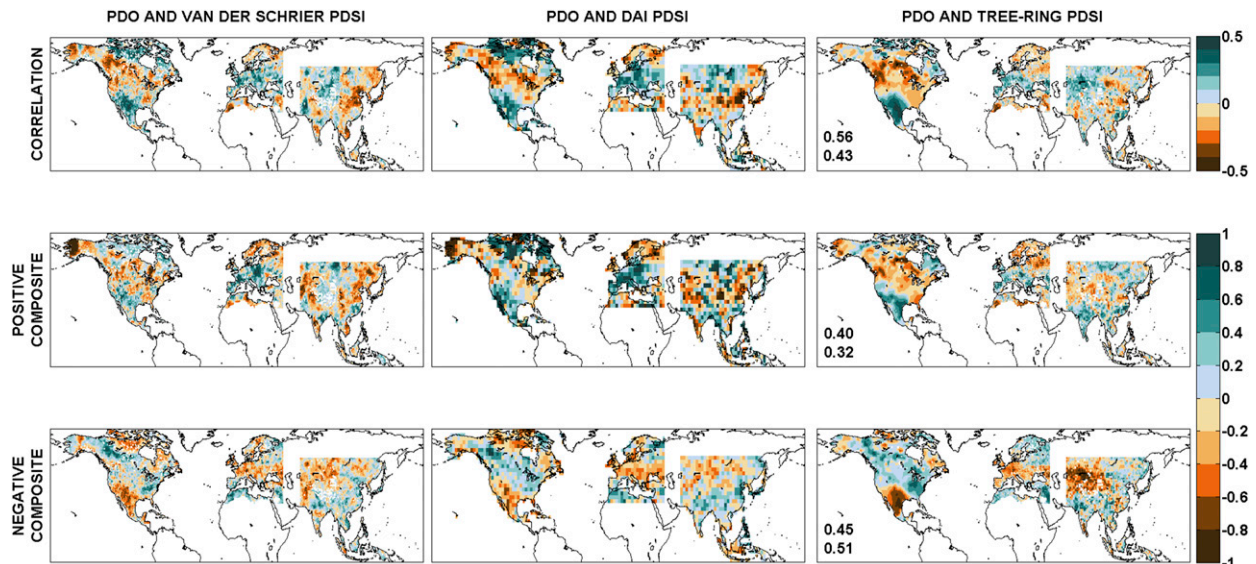 PDO AND VAN DER SCHRIER PDSI
PDO AND DAI PDSI
PDO AND TREE-RING PDSI
CORRELATION
0.56
0.43
0.5
0
-0.5
POSITIVE
COMPOSITE
0.40
0.32
NEGATIVE
COMPOSITE
0.45
0.51
1
0.8
0.6
0.4
0.2
0
-0.2
-0.4
-0.6
-0.8
-1